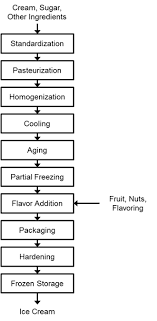 Cream, Sugar,
Other Ingredients
Standardization
Pasteurization
Homogenization
Cooling
Aging
Partial Freezing
Flavor Addition
Fruit, Nuts,
Flavoring
Packaging
Hardening
Frozen Storage
Ice Cream